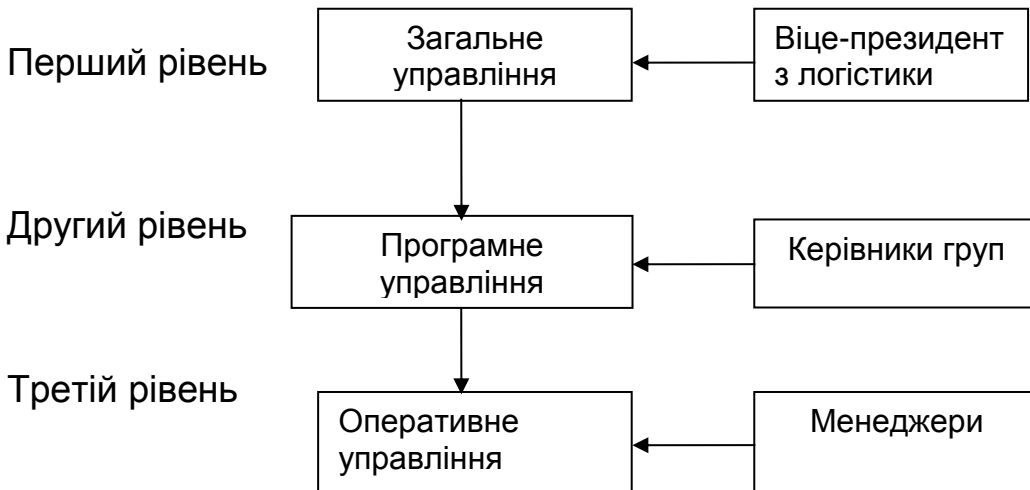 Перший рівень
Загальне
управління
Віце-президент
з логістики
Другий рівень
Програмне
управління
Керівники груп
Третій рівень
Оперативне
управління
Менеджери